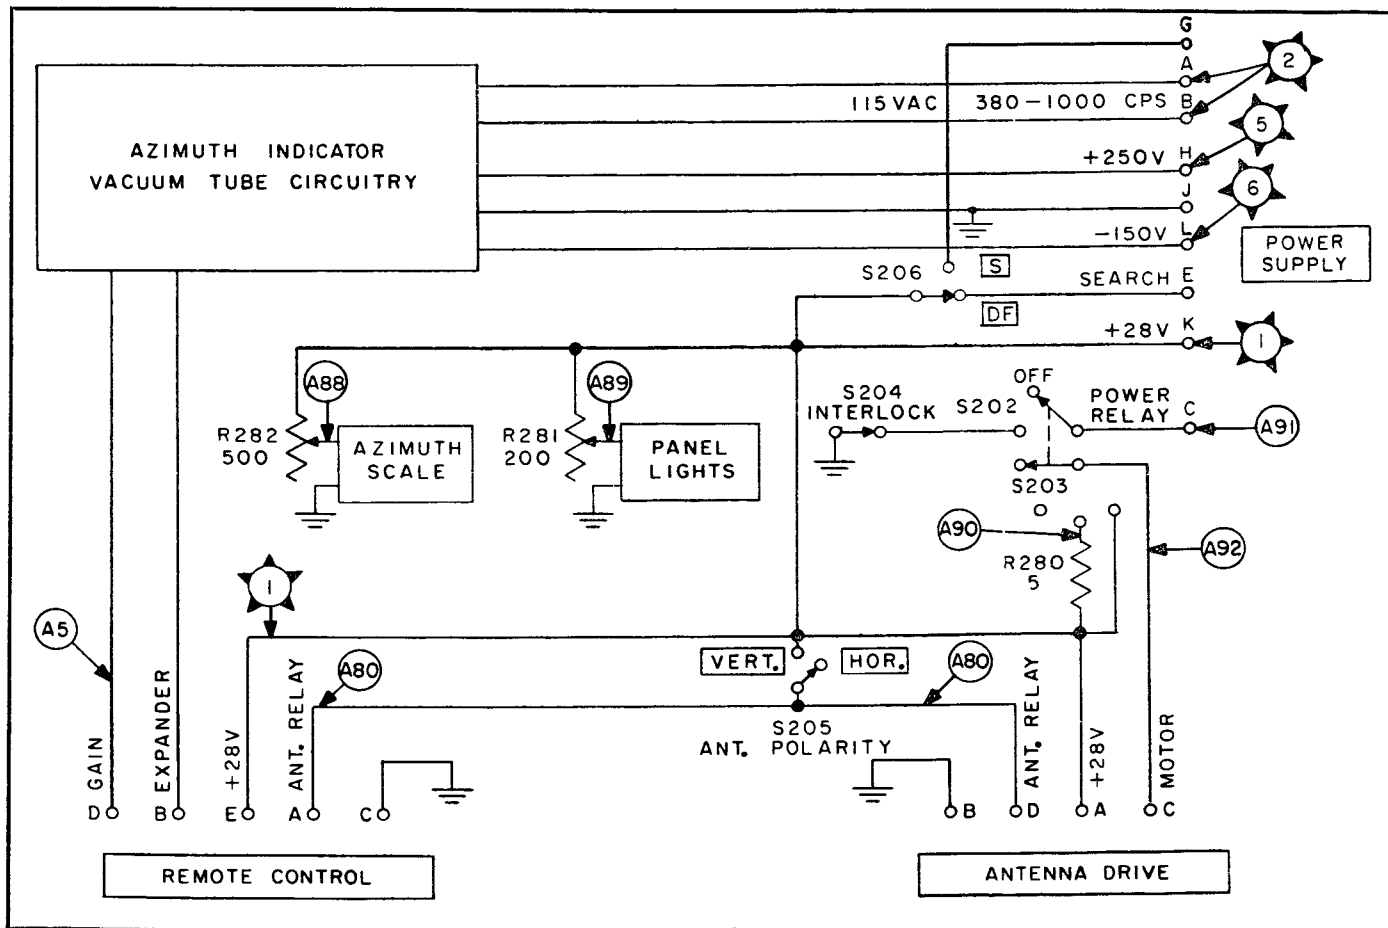 G
A
2
115 VAC 380-1000 CPS B
5
AZIMUTH INDICATOR
VACUUM TUBE CIRCUITRY
+250V H
6
J
-150V L
POWER
SUPPLY
S206 S
SEARCH E
DF
+28V K
1
A88
A89
OFF
S204
INTERLOCK
S202
POWER
RELAY C
A91
R282
500
AZIMUTH
SCALE
R281
200
PANEL
LIGHTS
S203
A90
A92
R280
5
1
A5
VERT. HOR.
A80
A80
S205
ANT. POLARITY
GAIN
EXPANDER
+28V
ANT. RELAY
ANT. RELAY
+28V
MOTOR
D B E A C B D A C
REMOTE CONTROL
ANTENNA DRIVE